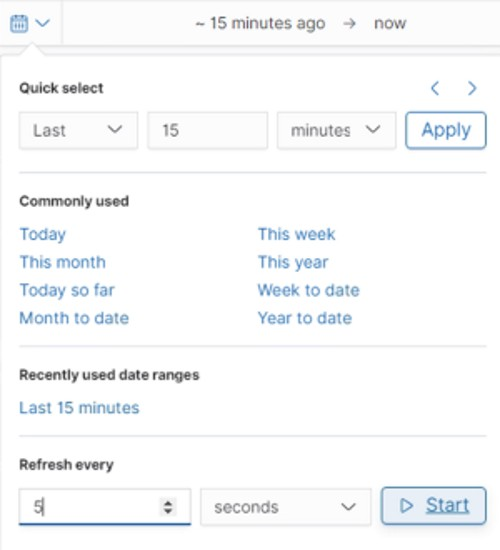 ~ 15 minutes ago → now
Quick select
Last 15 minutes Apply
Commonly used
Today This week
This month This year
Today so far Week to date
Month to date Year to date
Recently used date ranges
Last 15 minutes
Refresh every
5 seconds Start